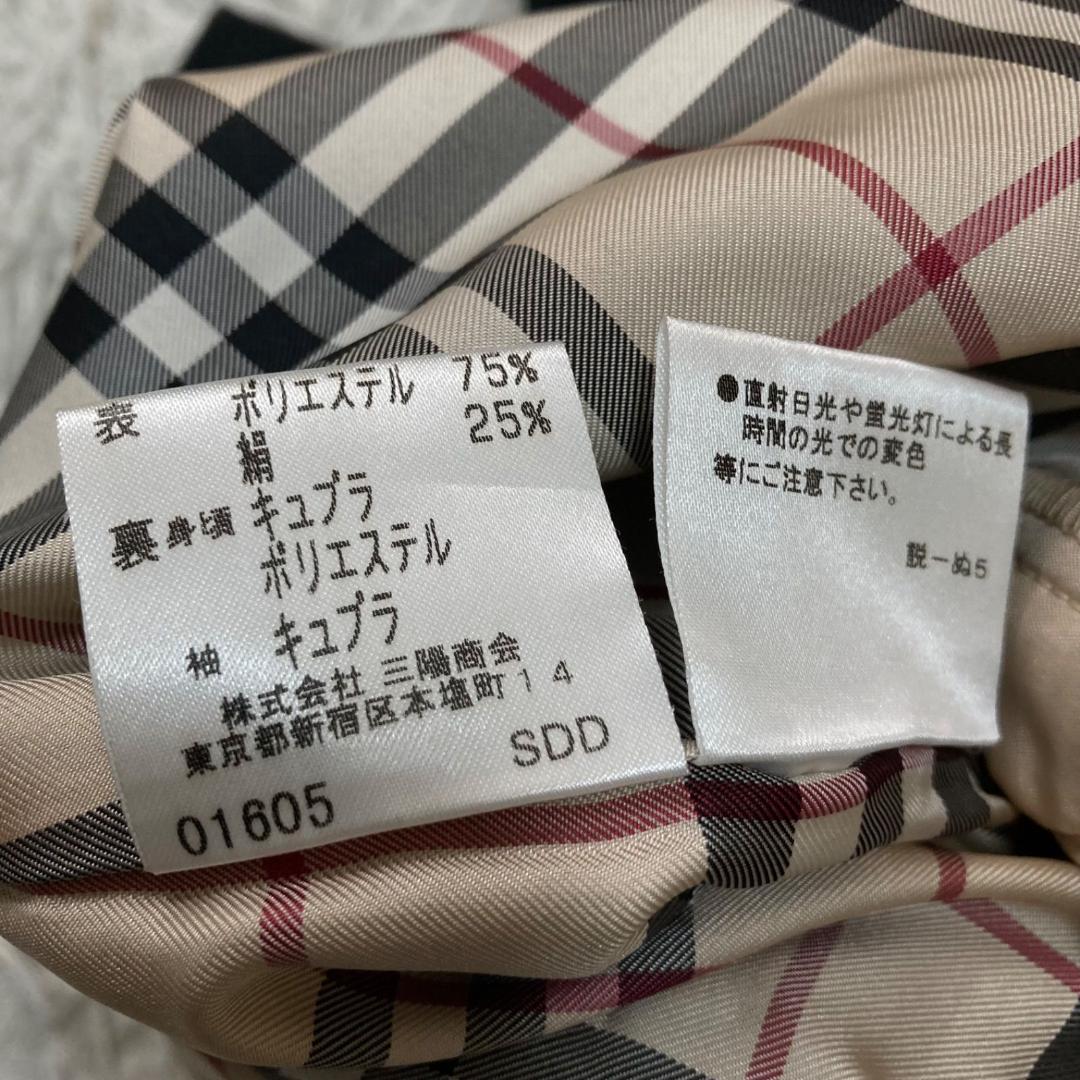 表 ポリエステル 75%
絹 25%
裏 身頃 キュプラ
ポリエステル
袖 キュプラ
株式会社 三陽商会
東京都新宿区本塩町14
SDD
01605
●直射日光や蛍光灯による長
時間の光での変色
等にご注意下さい。
説ーぬ5